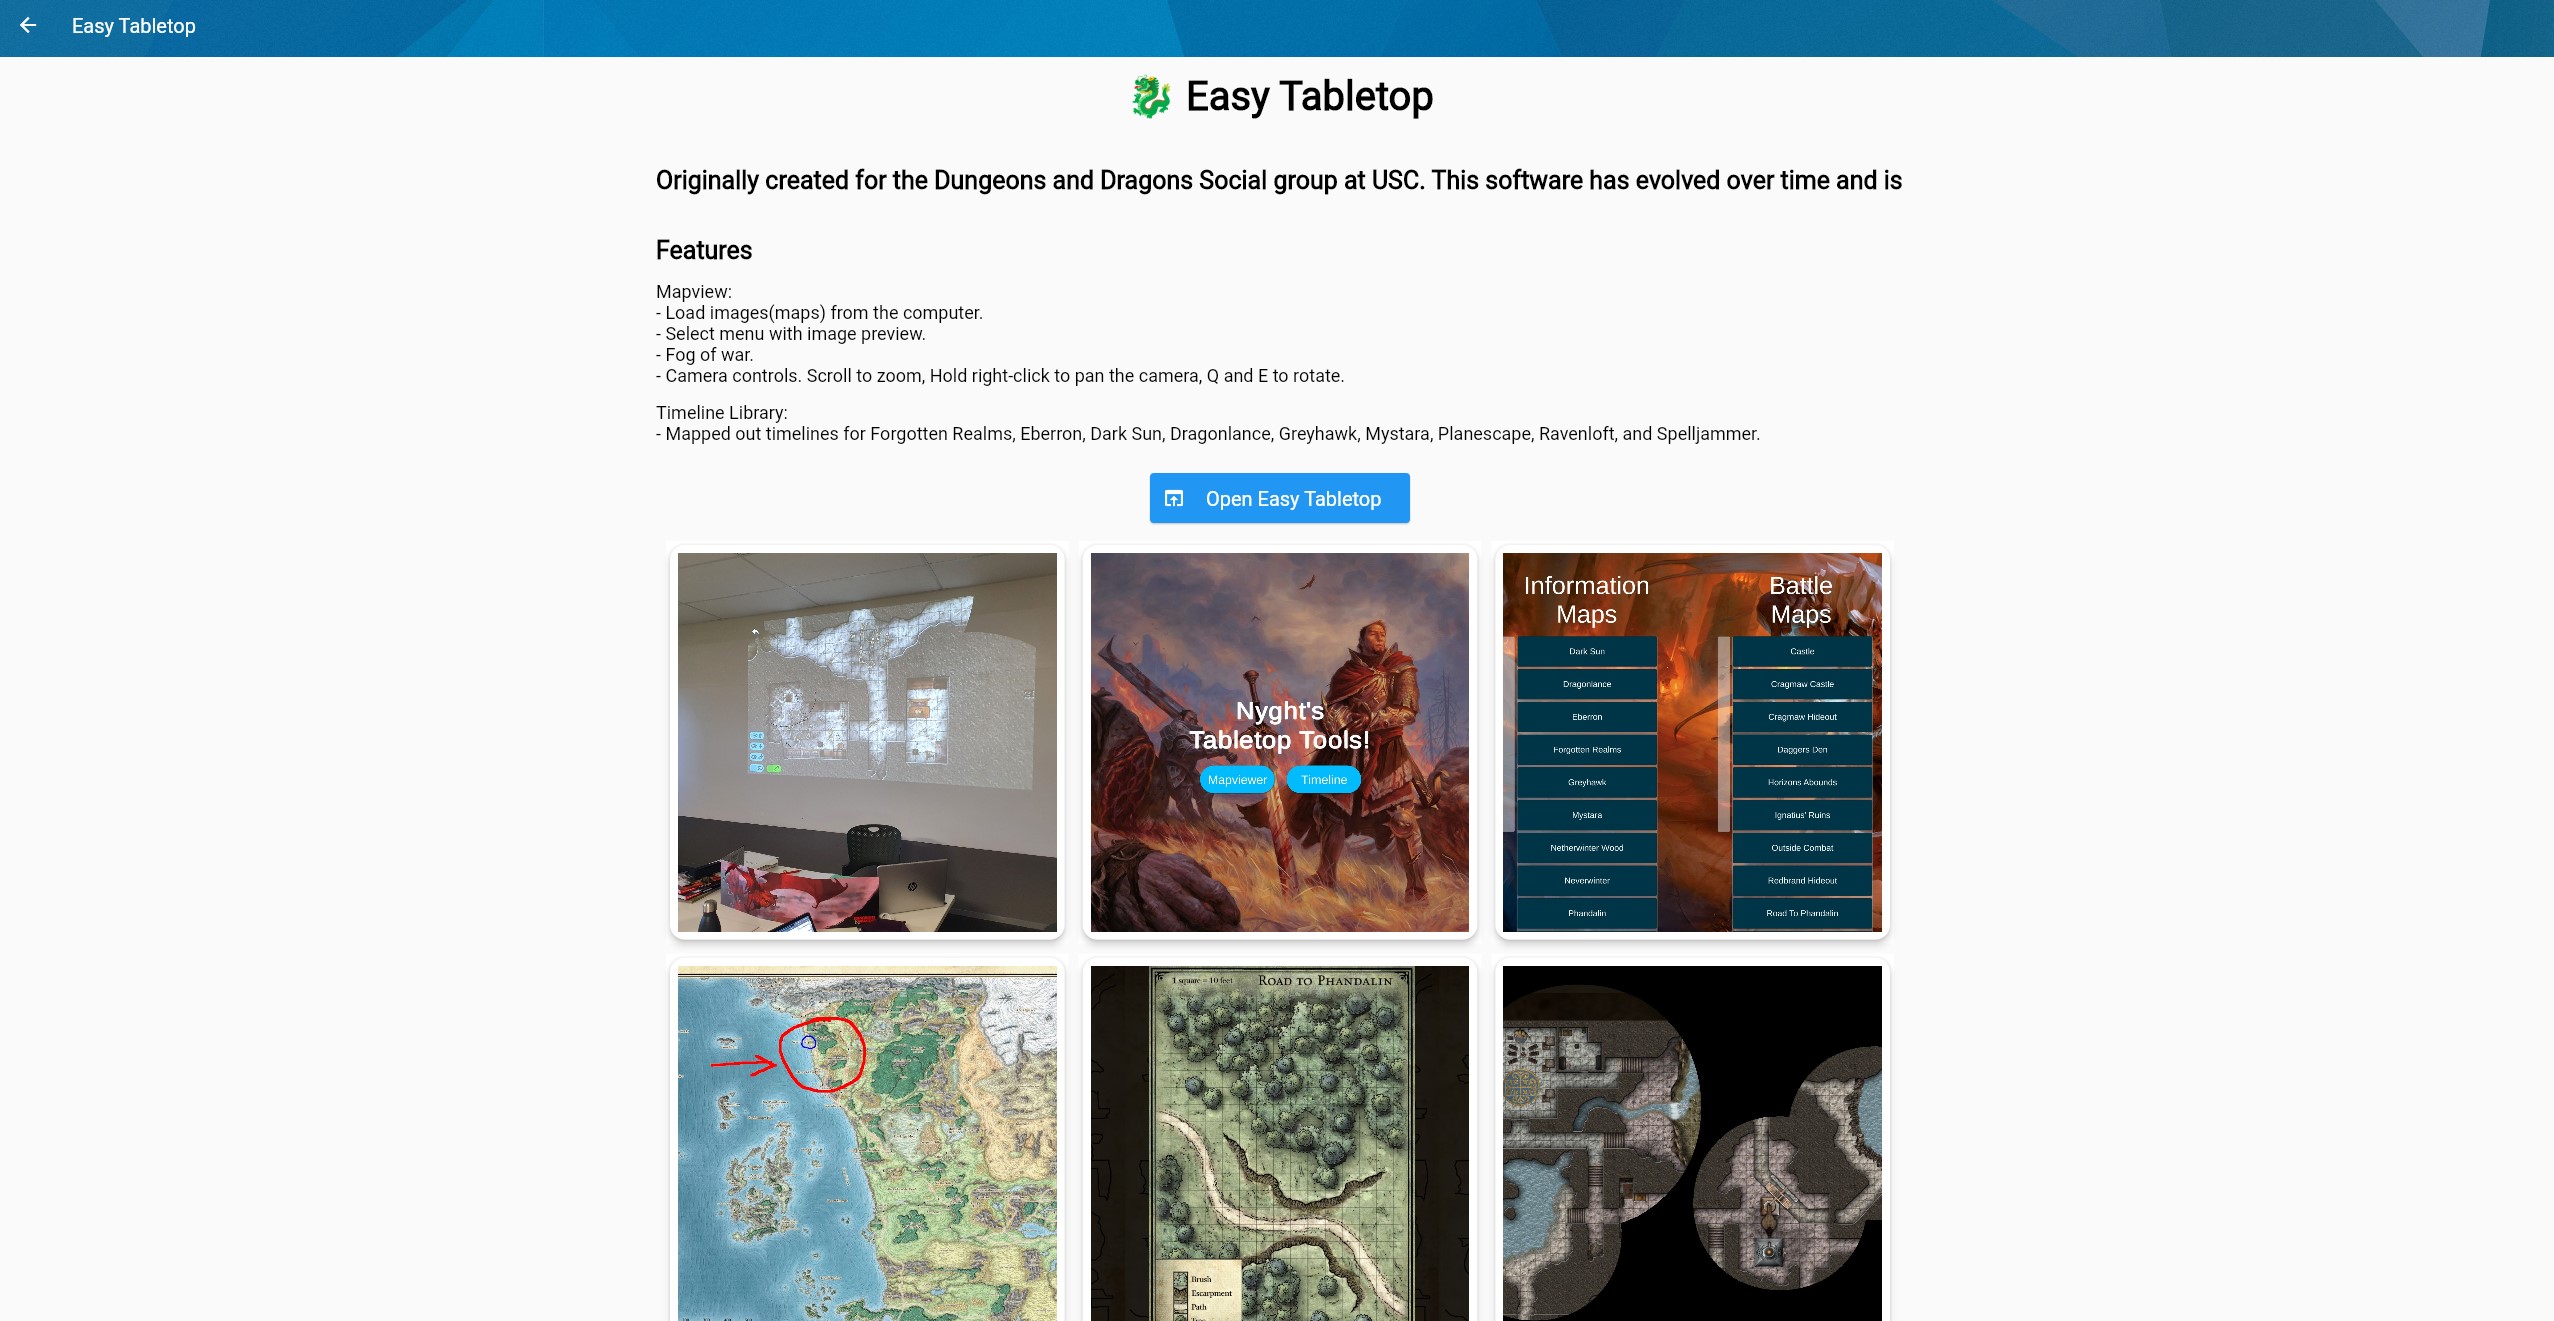 Easy Tabletop
🐉 Easy Tabletop
Originally created for the Dungeons and Dragons Social group at USC. This software has evolved over time and is
Features
Mapview:
- Load images(maps) from the computer.
- Select menu with image preview.
- Fog of war.
- Camera controls. Scroll to zoom, Hold right-click to pan the camera, Q and E to rotate.
Timeline Library:
- Mapped out timelines for Forgotten Realms, Eberron, Dark Sun, Dragonlance, Greyhawk, Mystara, Planescape, Ravenloft, and Spelljammer.
Open Easy Tabletop
Nyght's
Tabletop Tools!
Mapviewer
Timeline
Information
Maps
Dark Sun
Dragonlance
Eberron
Forgotten Realms
Greyhawk
Mystara
Netherwinter Wood
Neverwinter
Phandalin
Battle
Maps
Castle
Cragmaw Castle
Cragmaw Hideout
Daggers Den
Horizons Abounds
Ignatius' Ruins
Outside Combat
Redbrand Hideout
Road To Phandalin
1 square = 10 feet
ROAD TO PHANDALIN
Brush
Escarpment
Path